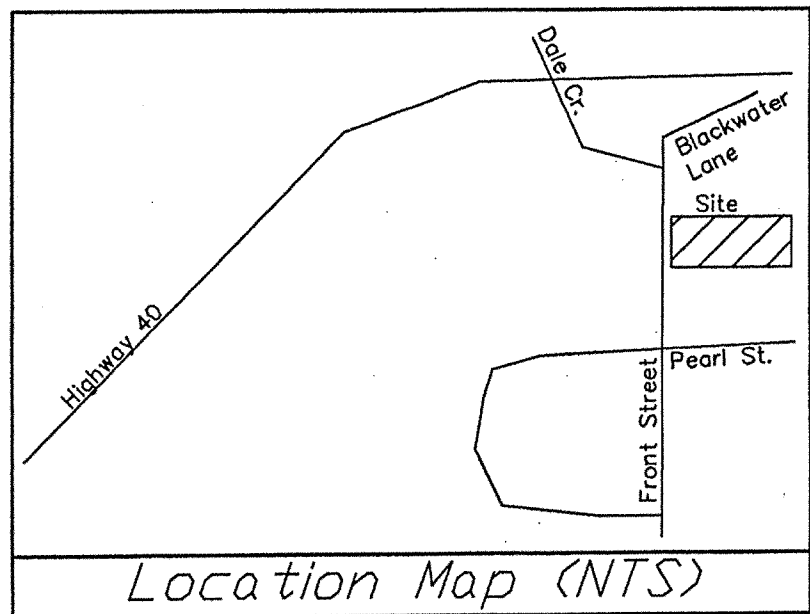 Dale Cr.
Blackwater
Lane
Site
Highway 40
Pearl St.
Front Street
Location Map (NTS)